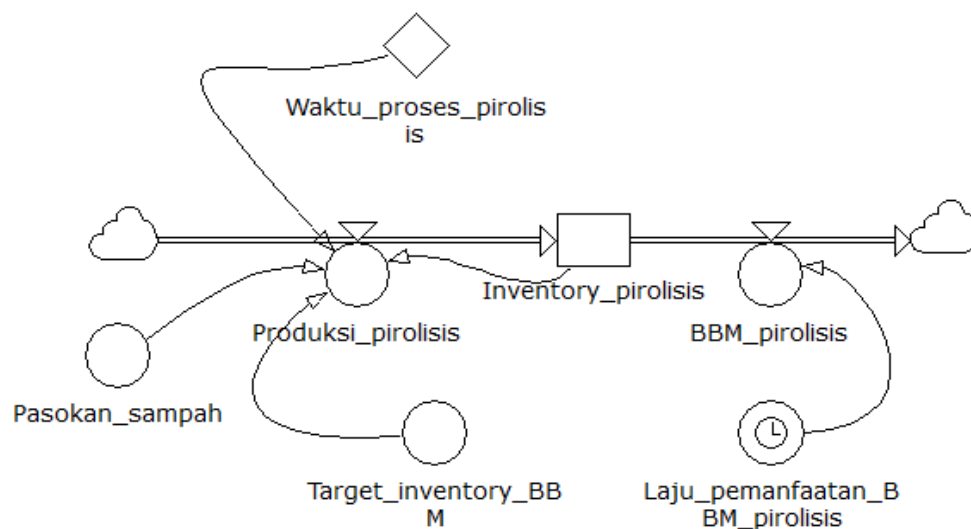 Waktu_proses_pirolis
is
Inventory_pirolisis
Produksi_pirolisis
BBM_pirolisis
Pasokan_sampah
Target_inventory_BB
M
Laju_pemanfaatan_B
BM_pirolisis